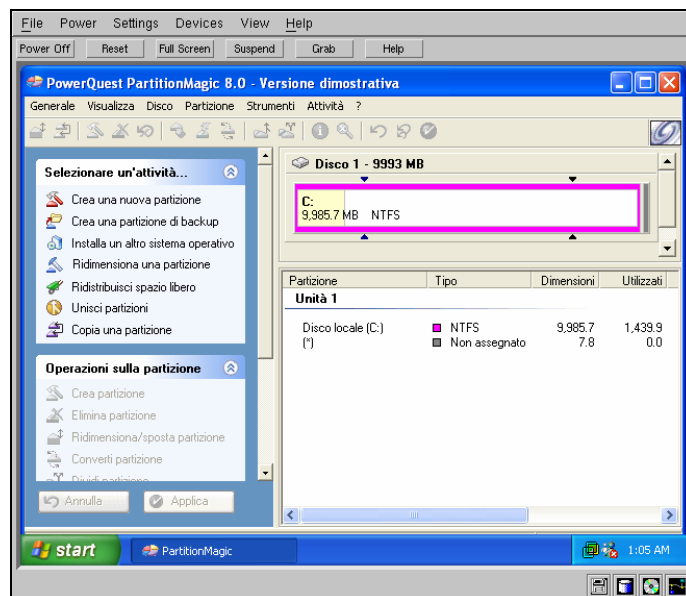 File Power Settings Devices View Help
Power Off Reset Full Screen Suspend Grab Help
PowerQuest PartitionMagic 8.0 - Versione dimostrativa
Generale Visualizza Disco Partizione Strumenti Attività ?
Selezionare un'attività...
Crea una nuova partizione
Crea una partizione di backup
Installa un altro sistema operativo
Ridimensiona una partizione
Ridistribuisci spazio libero
Unisci partizioni
Copia una partizione
Operazioni sulla partizione
Crea partizione
Elimina partizione
Ridimensiona/sposta partizione
Converti partizione
Dividi partizione
Annulla Applica
Disco 1 - 9993 MB
C:
9,985.7 MB NTFS
Partizione Tipo Dimensioni Utilizzati
Unità 1
Disco locale (C:) NTFS 9,985.7 1,439.9
(*) Non assegnato 7.8 0.0
start PartitionMagic 1:05 AM